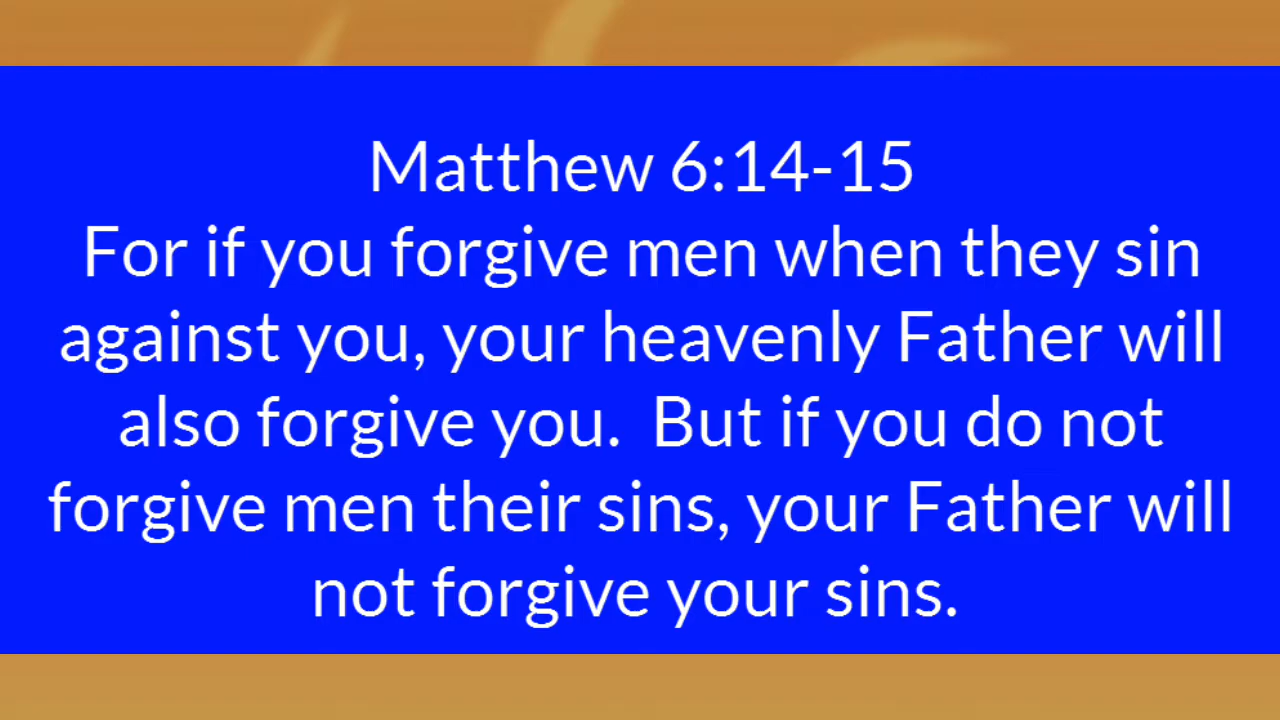 Matthew 6:14-15
For if you forgive men when they sin
against you, your heavenly Father will
also forgive you.  But if you do not
forgive men their sins, your Father will
not forgive your sins.